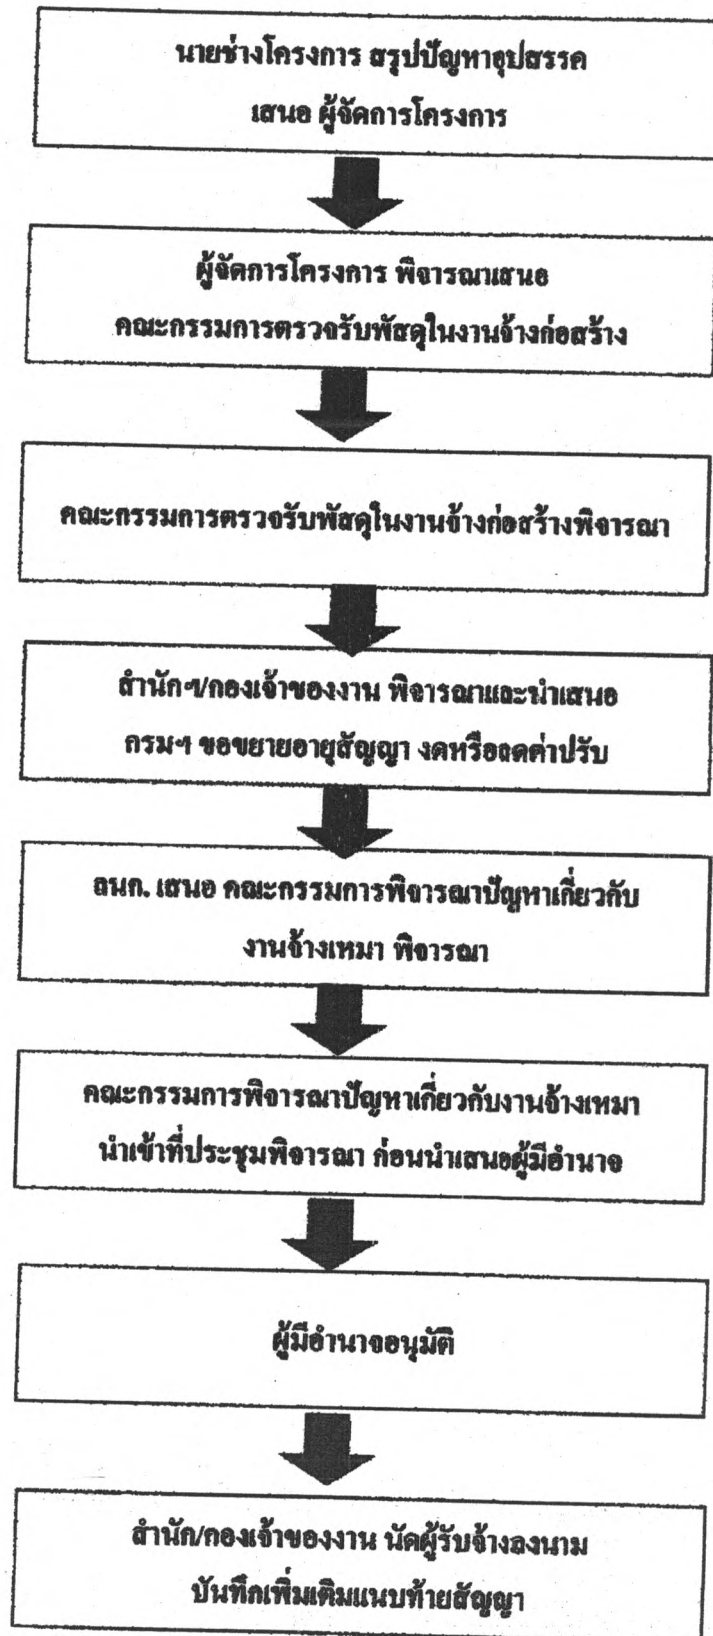 นายช่างโครงการ สรุปปัญหาอุปสรรค
เสนอ ผู้จัดการโครงการ
ผู้จัดการโครงการ พิจารณาเสนอ
คณะกรรมการตรวจรับพัสดุในงานจ้างก่อสร้าง
คณะกรรมการตรวจรับพัสดุในงานจ้างก่อสร้างพิจารณา
สำนักฯ/กองเจ้าของงาน พิจารณาและนำเสนอ
กรมฯ ขอขยายอายุสัญญา งดหรือลดค่าปรับ
ลนก. เสนอ คณะกรรมการพิจารณาปัญหาเกี่ยวกับ
งานจ้างเหมา พิจารณา
คณะกรรมการพิจารณาปัญหาเกี่ยวกับงานจ้างเหมา
นำเข้าที่ประชุมพิจารณา ก่อนนำเสนอผู้มีอำนาจ
ผู้มีอำนาจอนุมัติ
สำนัก/กองเจ้าของงาน นัดผู้รับจ้างลงนาม
บันทึกเพิ่มเติมแนบท้ายสัญญา